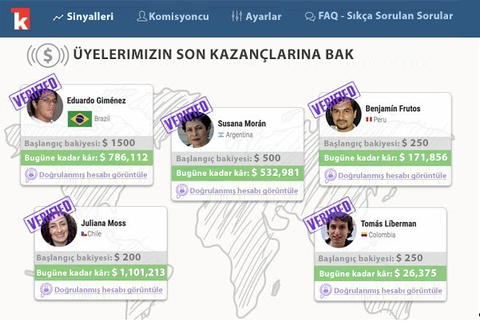 k Sinyalleri Komisyoncu Ayarlar FAQ - Sıkça Sorulan Sorular
$ ÜYELERIMIZIN SON KAZANÇLARINA BAK
VERIFIED
Eduardo Giménez
Brazil
Başlangıç bakiyesi: $ 1500
Bugüne kadar kâr: $ 786,112
Doğrulanmış hesabı görüntüle
VERIFIED
Susana Morán
Argentina
Başlangıç bakiyesi: $ 500
Bugüne kadar kâr: $ 532,981
Doğrulanmış hesabı görüntüle
VERIFIED
Benjamín Frutos
Peru
Başlangıç bakiyesi: $ 250
Bugüne kadar kâr: $ 171,856
Doğrulanmış hesabı görüntüle
VERIFIED
Juliana Moss
Chile
Başlangıç bakiyesi: $ 200
Bugüne kadar kâr: $ 1,101,213
Doğrulanmış hesabı görüntüle
VERIFIED
Tomás Líberman
Colombia
Başlangıç bakiyesi: $ 250
Bugüne kadar kâr: $ 26,375
Doğrulanmış hesabı görüntüle